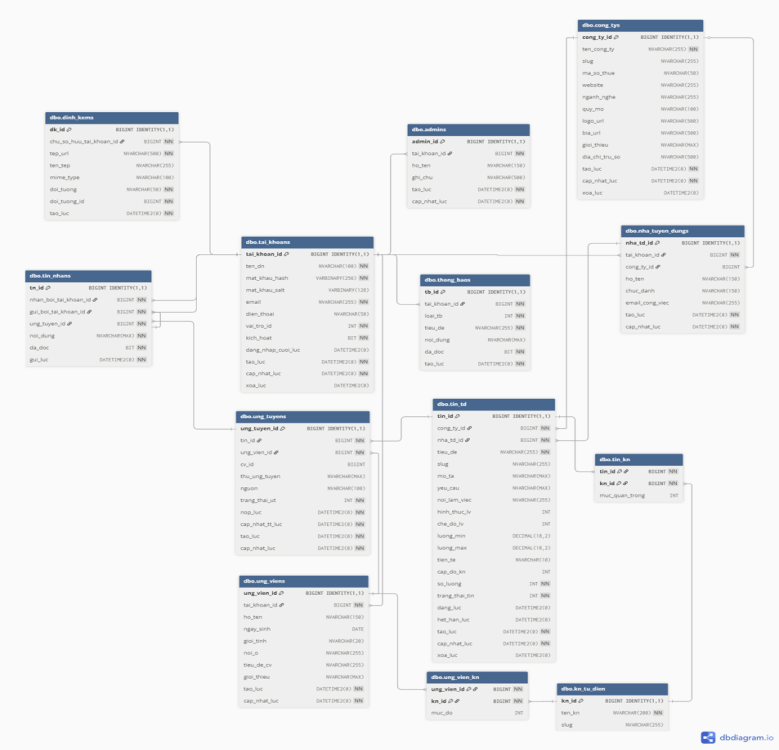 dbo.cong_tys
cong_ty_id BIGINT IDENTITY(1,1)
ten_cong_ty NVARCHAR(255) NN
slug NVARCHAR(255)
ma_so_thue NVARCHAR(50)
website NVARCHAR(255)
nganh_nghe NVARCHAR(255)
quy_mo NVARCHAR(100)
logo_url NVARCHAR(500)
bia_url NVARCHAR(500)
gioi_thieu NVARCHAR(MAX)
dia_chi_tru_so NVARCHAR(500)
tao_luc DATETIME2(0) NN
cap_nhat_luc DATETIME2(0) NN
xoa_luc DATETIME2(0)
dbo.dinh_kems
dk_id BIGINT IDENTITY(1,1)
chu_so_huu_tai_khoan_id BIGINT NN
tep_url NVARCHAR(500) NN
ten_tep NVARCHAR(255)
mime_type NVARCHAR(100)
doi_tuong NVARCHAR(50) NN
doi_tuong_id BIGINT NN
tao_luc DATETIME2(0) NN
dbo.admins
admin_id BIGINT IDENTITY(1,1)
tai_khoan_id BIGINT NN
ho_ten NVARCHAR(150)
ghi_chu NVARCHAR(500)
tao_luc DATETIME2(0) NN
cap_nhat_luc DATETIME2(0) NN
dbo.nha_tuyen_dungs
nha_td_id BIGINT IDENTITY(1,1)
tai_khoan_id BIGINT NN
cong_ty_id BIGINT NN
ho_ten NVARCHAR(150)
chuc_danh NVARCHAR(150)
email_cong_viec NVARCHAR(255)
tao_luc DATETIME2(0) NN
cap_nhat_luc DATETIME2(0) NN
dbo.tai_khoans
tai_khoan_id BIGINT IDENTITY(1,1)
ten_dn NVARCHAR(100) NN
mat_khau_hash VARBINARY(256) NN
mat_khau_salt VARBINARY(128)
email NVARCHAR(255) NN
dien_thoai NVARCHAR(50)
vai_tro_id INT NN
kich_hoat BIT NN
dang_nhap_cuoi_luc DATETIME2(0)
tao_luc DATETIME2(0) NN
cap_nhat_luc DATETIME2(0) NN
xoa_luc DATETIME2(0)
dbo.tin_nhans
tn_id BIGINT IDENTITY(1,1)
nhan_boi_tai_khoan_id BIGINT NN
gui_boi_tai_khoan_id BIGINT NN
ung_tuyen_id BIGINT NN
noi_dung NVARCHAR(MAX) NN
da_doc BIT NN
gui_luc DATETIME2(0) NN
dbo.thong_baos
tb_id BIGINT IDENTITY(1,1)
tai_khoan_id BIGINT NN
loai_tb INT NN
tieu_de NVARCHAR(255) NN
noi_dung NVARCHAR(MAX)
da_doc BIT NN
tao_luc DATETIME2(0) NN
dbo.ung_tuyens
ung_tuyen_id BIGINT IDENTITY(1,1)
tin_id BIGINT NN
ung_vien_id BIGINT NN
cv_id BIGINT
thu_ung_tuyen NVARCHAR(MAX)
nguon NVARCHAR(100)
trang_thai_ut INT NN
nop_luc DATETIME2(0) NN
cap_nhat_tt_luc DATETIME2(0) NN
tao_luc DATETIME2(0) NN
cap_nhat_luc DATETIME2(0) NN
dbo.tin_td
tin_id BIGINT IDENTITY(1,1)
cong_ty_id BIGINT NN
nha_td_id BIGINT NN
tieu_de NVARCHAR(255) NN
slug NVARCHAR(255)
mo_ta NVARCHAR(MAX)
yeu_cau NVARCHAR(MAX)
noi_lam_viec NVARCHAR(255)
hinh_thuc_lv INT
che_do_lv INT
luong_min DECIMAL(18,2)
luong_max DECIMAL(18,2)
tien_te NVARCHAR(10)
cap_do_kn INT
so_luong INT NN
trang_thai_tin INT NN
dang_luc DATETIME2(0)
het_han_luc DATETIME2(0)
tao_luc DATETIME2(0) NN
cap_nhat_luc DATETIME2(0) NN
xoa_luc DATETIME2(0)
dbo.tin_kn
tin_id BIGINT NN
kn_id BIGINT NN
muc_quan_trong INT
dbo.ung_viens
ung_vien_id BIGINT IDENTITY(1,1)
tai_khoan_id BIGINT NN
ho_ten NVARCHAR(150)
ngay_sinh DATE
gioi_tinh NVARCHAR(20)
noi_o NVARCHAR(255)
tieu_de_cv NVARCHAR(255)
gioi_thieu NVARCHAR(MAX)
tao_luc DATETIME2(0) NN
cap_nhat_luc DATETIME2(0) NN
dbo.ung_vien_kn
ung_vien_id BIGINT NN
kn_id BIGINT NN
muc_do INT
dbo.kn_tu_dien
kn_id BIGINT IDENTITY(1,1)
ten_kn NVARCHAR(200) NN
slug NVARCHAR(255)
dbdiagram.io